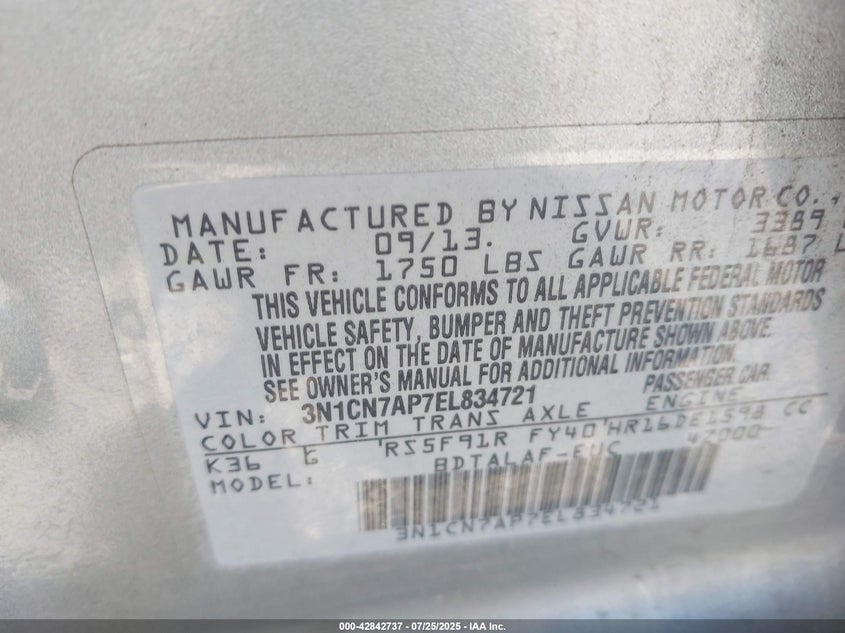 MANUFACTURED BY NISSAN MOTOR CO.,
DATE: 09/13. GVWR: 3389
GAWR FR: 1750 LBS GAWR RR: 1687 L
THIS VEHICLE CONFORMS TO ALL APPLICABLE FEDERAL MOTOR
VEHICLE SAFETY, BUMPER AND THEFT PREVENTION STANDARDS
IN EFFECT ON THE DATE OF MANUFACTURE SHOWN ABOVE.
SEE OWNER'S MANUAL FOR ADDITIONAL INFORMATION.
VIN: 3N1CN7AP7EL834721 PASSENGER CAR
COLOR TRIM TRANS AXLE ENGINE
K36 G RS5F91R FY40 HR16DE1598 CC
MODEL: BDTALAF-EUC 47000
3N1CN7AP7EL834721
000-42842737 - 07/25/2025 - IAA Inc.